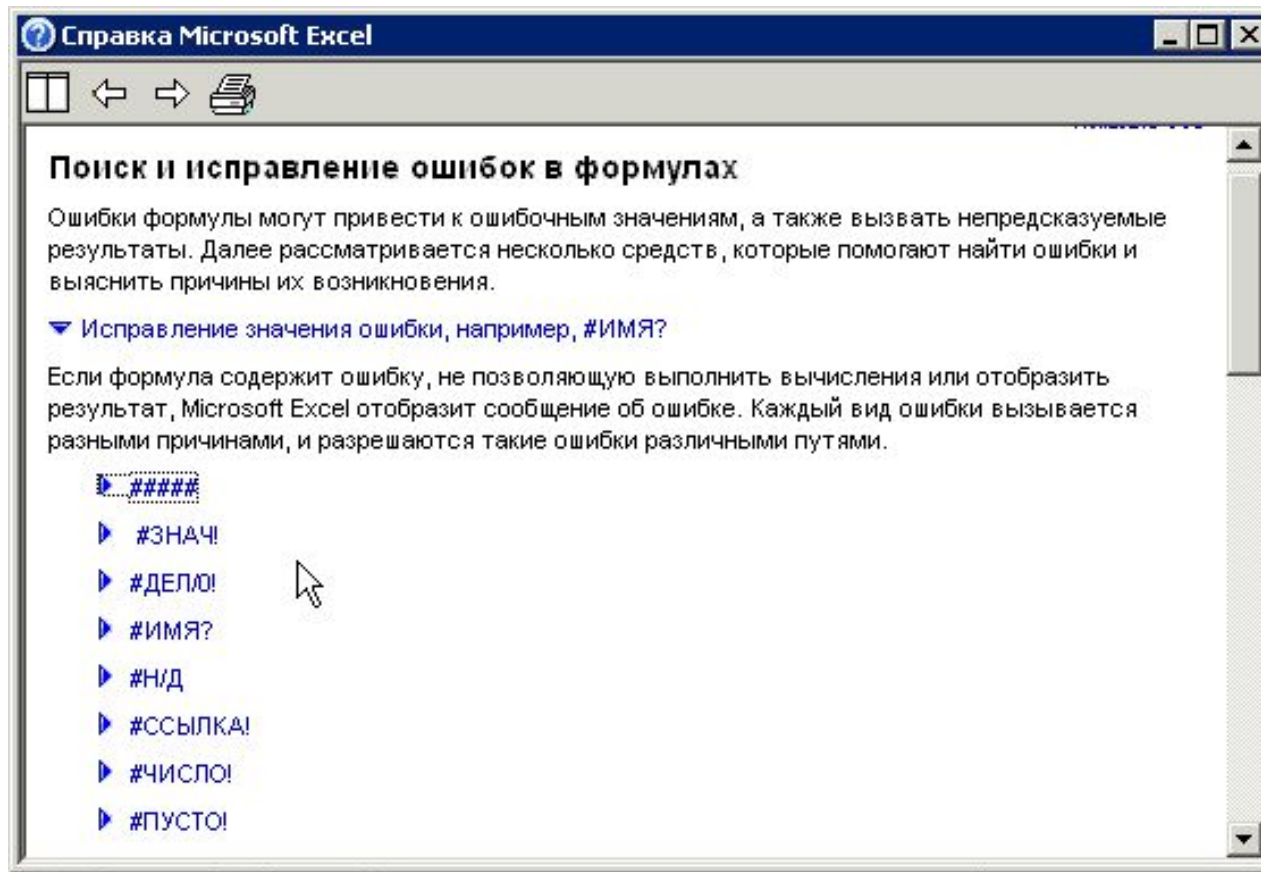 Справка Microsoft Excel
Поиск и исправление ошибок в формулах
Ошибки формулы могут привести к ошибочным значениям, а также вызвать непредсказуемые
результаты. Далее рассматривается несколько средств, которые помогают найти ошибки и
выяснить причины их возникновения.
Исправление значения ошибки, например, #ИМЯ?
Если формула содержит ошибку, не позволяющую выполнить вычисления или отобразить
результат, Microsoft Excel отобразит сообщение об ошибке. Каждый вид ошибки вызывается
разными причинами, и разрешаются такие ошибки различными путями.
#####
#ЗНАЧ!
#ДЕЛ/0!
#ИМЯ?
#Н/Д
#ССЫЛКА!
#ЧИСЛО!
#ПУСТО!